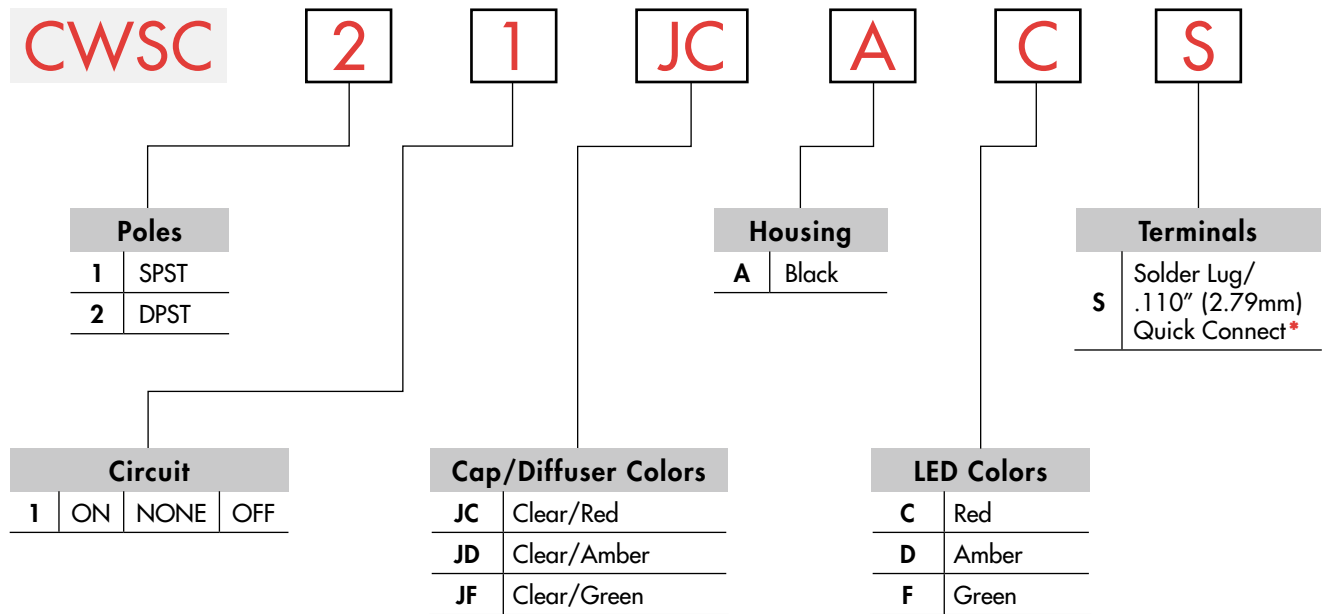 CWSC 2 1 JC A C S
Poles
1 SPST
2 DPST
Housing
A Black
Terminals
S Solder Lug/
.110″ (2.79mm)
Quick Connect*
Circuit
1 ON NONE OFF
Cap/Diffuser Colors
JC Clear/Red
JD Clear/Amber
JF Clear/Green
LED Colors
C Red
D Amber
F Green